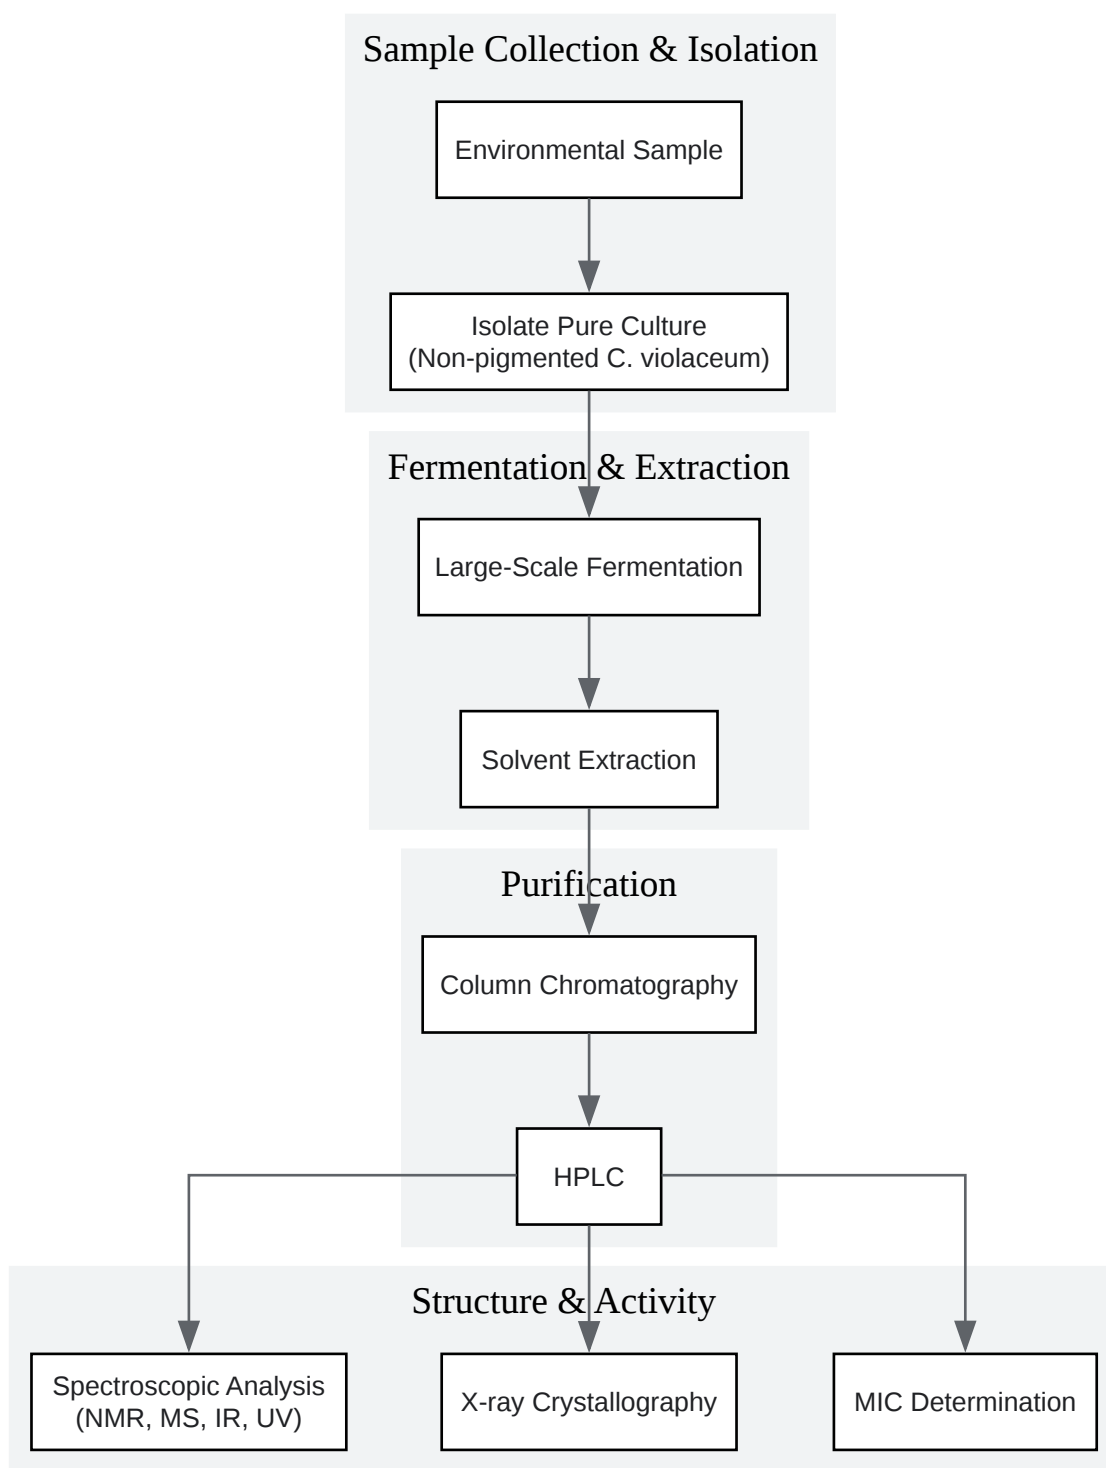 Sample Collection & Isolation
Environmental Sample
Isolate Pure Culture
(Non-pigmented C. violaceum)
Fermentation & Extraction
Large-Scale Fermentation
Solvent Extraction
Purification
Column Chromatography
HPLC
Structure & Activity
Spectroscopic Analysis
(NMR, MS, IR, UV)
X-ray Crystallography
MIC Determination